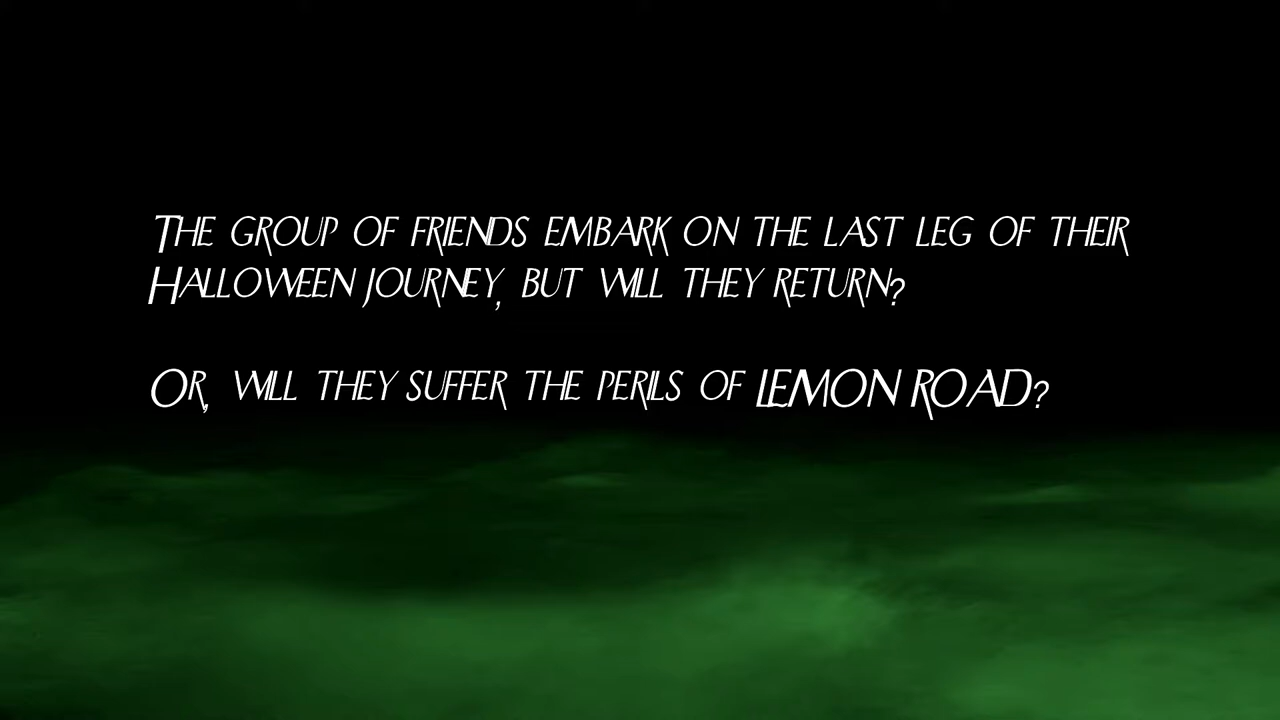 The group of friends embark on the last leg of their
Halloween journey, but will they return?
Or, will they suffer the perils of LEMON ROAD?